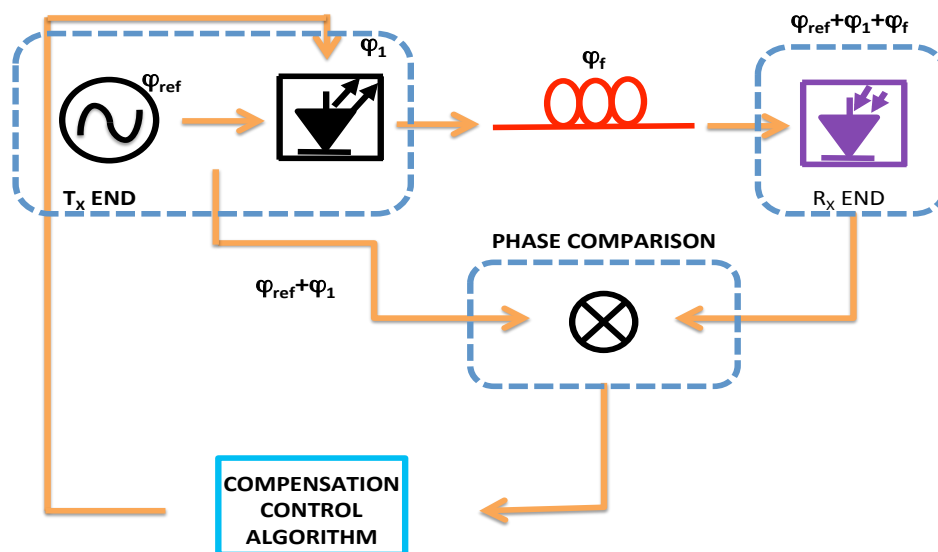 φref+φ1+φf
φ1
φf
φref
TX END
RX END
PHASE COMPARISON
φref+φ1
COMPENSATION
CONTROL
ALGORITHM